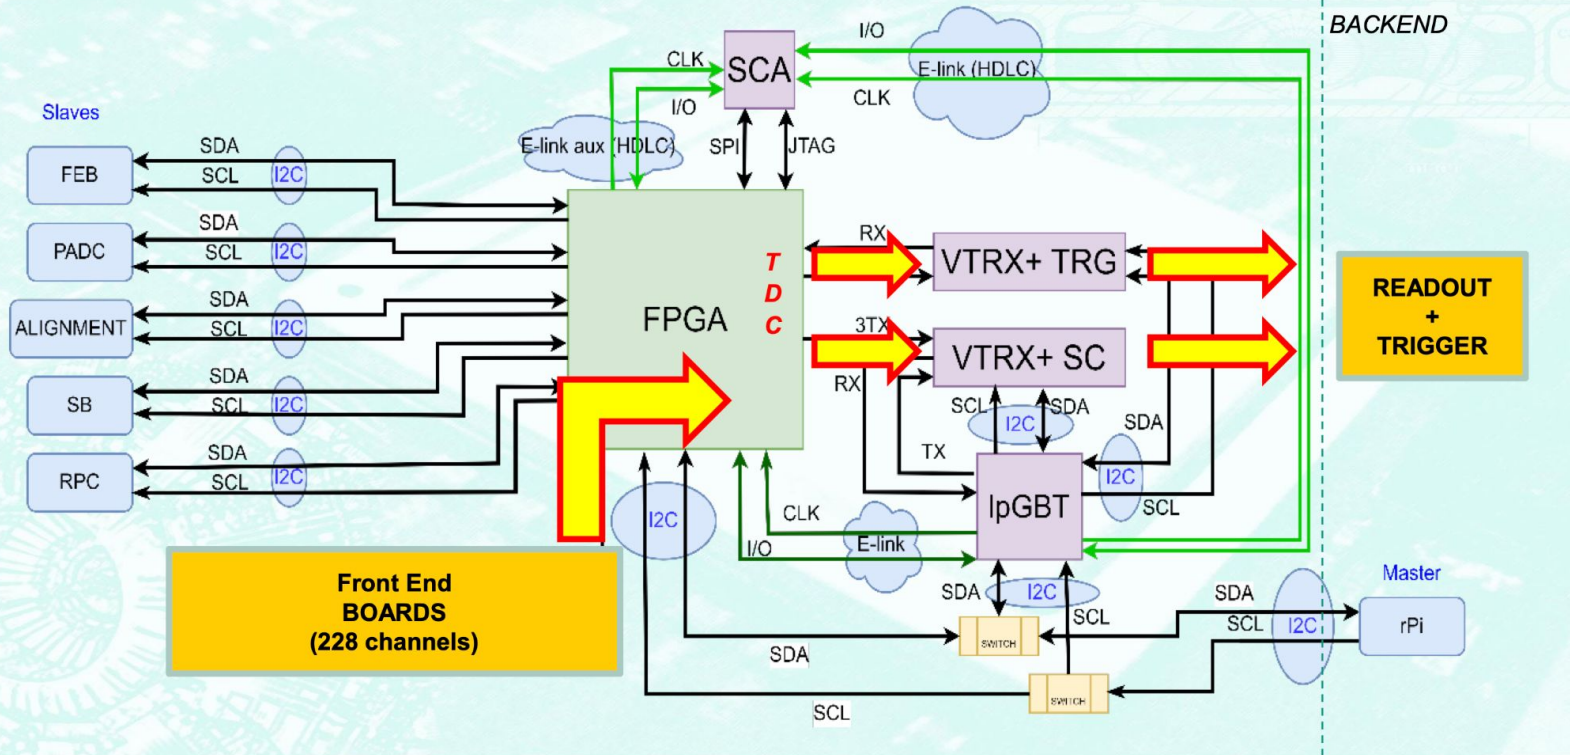 BACKEND
I/O
CLK
SCA
E-link (HDLC)
I/O
CLK
Slaves
E-link aux (HDLC)
SPI
JTAG
FEB
SDA
SCL
I2C
PADC
SDA
SCL
I2C
ALIGNMENT
SDA
SCL
I2C
SB
SDA
SCL
I2C
RPC
SDA
SCL
I2C
FPGA
T
D
C
RX
VTRX+ TRG
3TX
VTRX+ SC
RX
READOUT
+
TRIGGER
SCL
SDA
I2C
TX
SDA
I2C
SCL
lpGBT
I2C
CLK
I/O
E-link
Front End
BOARDS
(228 channels)
SDA
I2C
SCL
SWITCH
SDA
SWITCH
SCL
Master
SDA
SCL
I2C
rPi